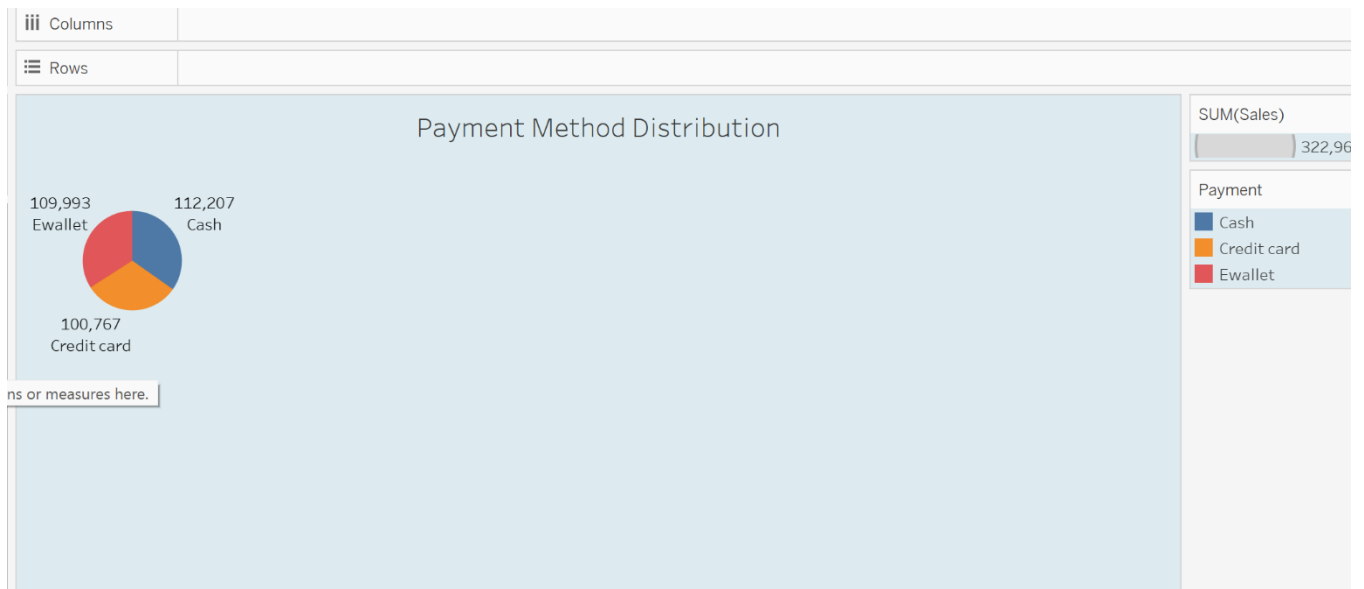 Columns
Rows
Payment Method Distribution
SUM(Sales)
322,96
Payment
Cash
Credit card
Ewallet
109,993
Ewallet
112,207
Cash
100,767
Credit card
ns or measures here.